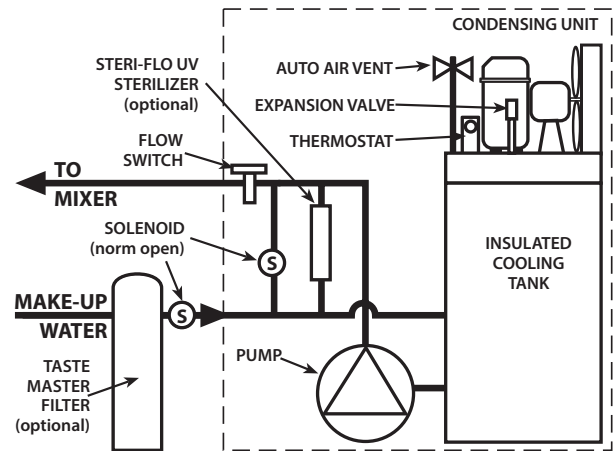 CONDENSING UNIT
STERI-FLO UV
STERILIZER
(optional)
AUTO AIR VENT
EXPANSION VALVE
THERMOSTAT
FLOW
SWITCH
TO
MIXER
SOLENOID
(norm open)
S
INSULATED
COOLING
TANK
MAKE-UP
WATER
S
PUMP
TASTE
MASTER
FILTER
(optional)